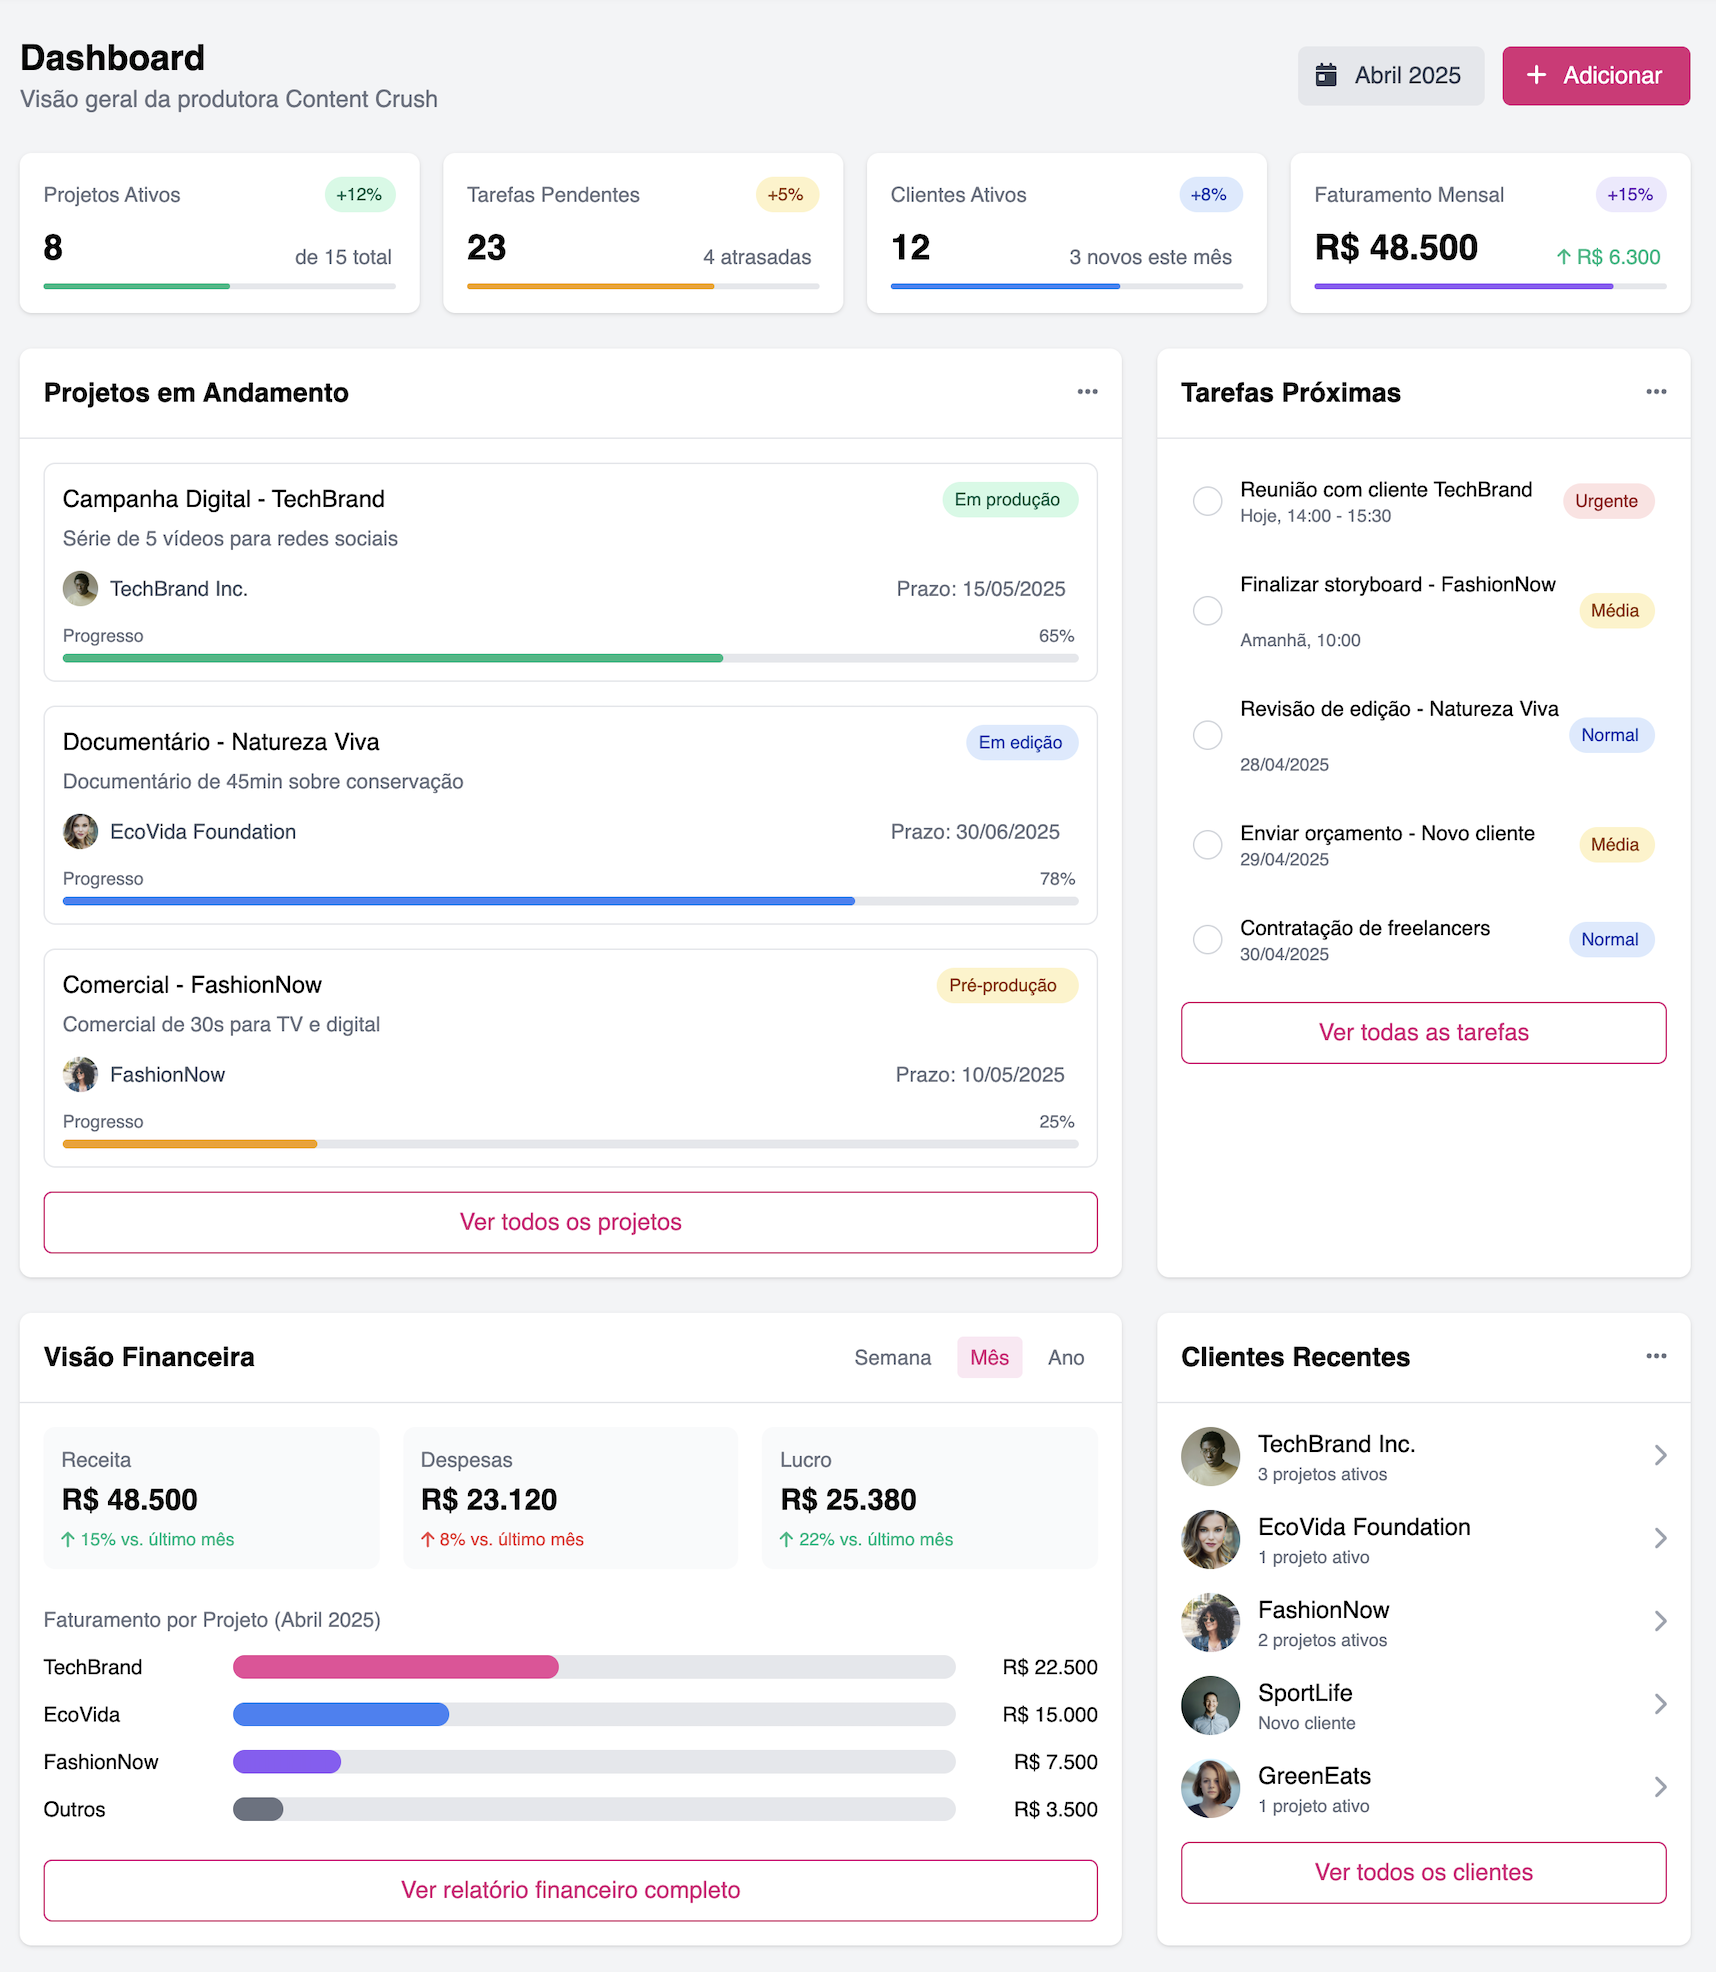 Dashboard
Visão geral da produtora Content Crush
Abril 2025
+ Adicionar
Projetos Ativos
+12%
8
de 15 total
Tarefas Pendentes
+5%
23
4 atrasadas
Clientes Ativos
+8%
12
3 novos este mês
Faturamento Mensal
+15%
R$ 48.500
↑ R$ 6.300
Projetos em Andamento
Campanha Digital - TechBrand
Em produção
Série de 5 vídeos para redes sociais
TechBrand Inc.
Prazo: 15/05/2025
Progresso
65%
Documentário - Natureza Viva
Em edição
Documentário de 45min sobre conservação
EcoVida Foundation
Prazo: 30/06/2025
Progresso
78%
Comercial - FashionNow
Pré-produção
Comercial de 30s para TV e digital
FashionNow
Prazo: 10/05/2025
Progresso
25%
Ver todos os projetos
Tarefas Próximas
Reunião com cliente TechBrand
Hoje, 14:00 - 15:30
Urgente
Finalizar storyboard - FashionNow
Amanhã, 10:00
Média
Revisão de edição - Natureza Viva
28/04/2025
Normal
Enviar orçamento - Novo cliente
29/04/2025
Média
Contratação de freelancers
30/04/2025
Normal
Ver todas as tarefas
Visão Financeira
Semana
Mês
Ano
Receita
R$ 48.500
↑ 15% vs. último mês
Despesas
R$ 23.120
↑ 8% vs. último mês
Lucro
R$ 25.380
↑ 22% vs. último mês
Faturamento por Projeto (Abril 2025)
TechBrand
R$ 22.500
EcoVida
R$ 15.000
FashionNow
R$ 7.500
Outros
R$ 3.500
Ver relatório financeiro completo
Clientes Recentes
TechBrand Inc.
3 projetos ativos
EcoVida Foundation
1 projeto ativo
FashionNow
2 projetos ativos
SportLife
Novo cliente
GreenEats
1 projeto ativo
Ver todos os clientes